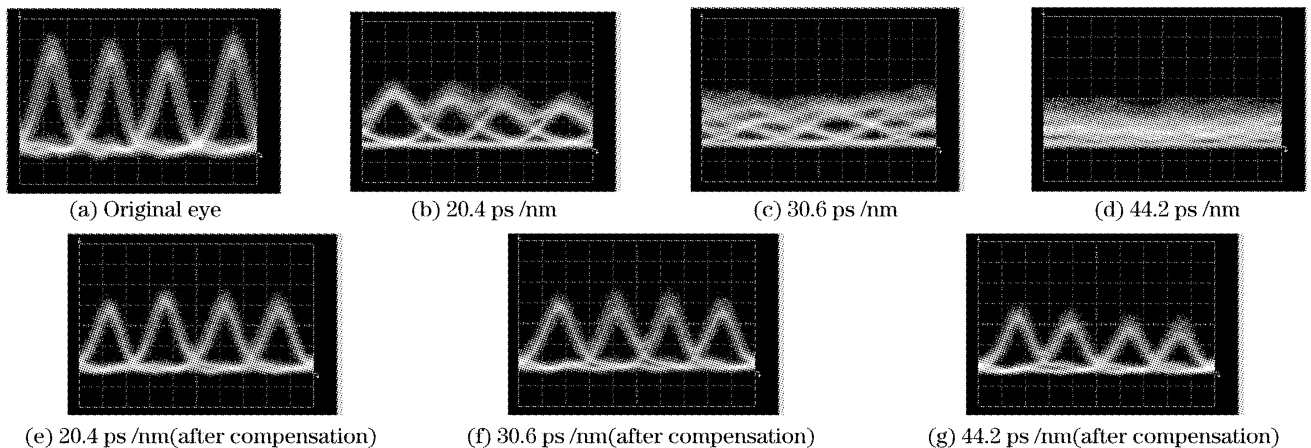 (a) Original eye
(b) 20.4 ps /nm
(c) 30.6 ps /nm
(d) 44.2 ps /nm
(e) 20.4 ps /nm(after compensation)
(f) 30.6 ps /nm(after compensation)
(g) 44.2 ps /nm(after compensation)